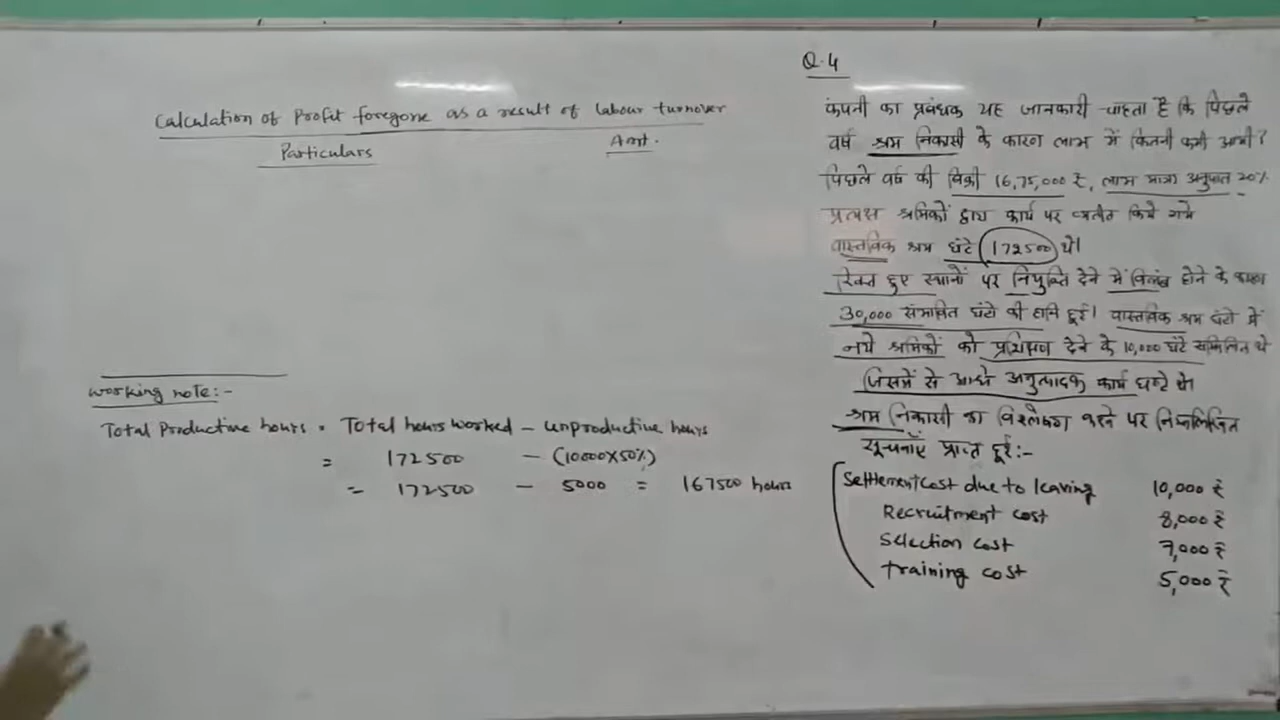 Calculation of Profit foregone as a result of labour turnover
Particulars
Amt.
Working note:-
Total Productive hours = Total hours worked - unproductive hours
= 172500 - (10000x50%)
= 172500 - 5000 = 167500 hours
Q.4
कंपनी का प्रबंधक यह जानकारी चाहता है कि पिछले
वर्ष श्रम निकासी के कारण लाभ में कितनी कमी आयी?
पिछले वर्ष की बिक्री 16,75,000 ₹, लाभ मात्रा अनुपात 20%
प्रत्यक्ष श्रमिकों द्वारा कार्य पर व्यतीत किये गये
वास्तविक श्रम घंटे 172500 थे।
रिक्त हुए स्थानों पर नियुक्ति देने में विलंब होने के कारण
30,000 संभावित घंटो की हानि हुई। वास्तविक श्रम घंटो में
नये श्रमिकों को प्रशिक्षण देने के 10,000 घंटे सम्मिलित थे
जिसमें से आधे अनुत्पादक कार्य घण्टे थे।
श्रम निकासी का विश्लेषण करने पर निम्नलिखित
सूचनाएँ प्राप्त हुई:-
Settlement cost due to leaving 10,000 ₹
Recruitment cost 8,000 ₹
Selection cost 7,000 ₹
Training cost 5,000 ₹